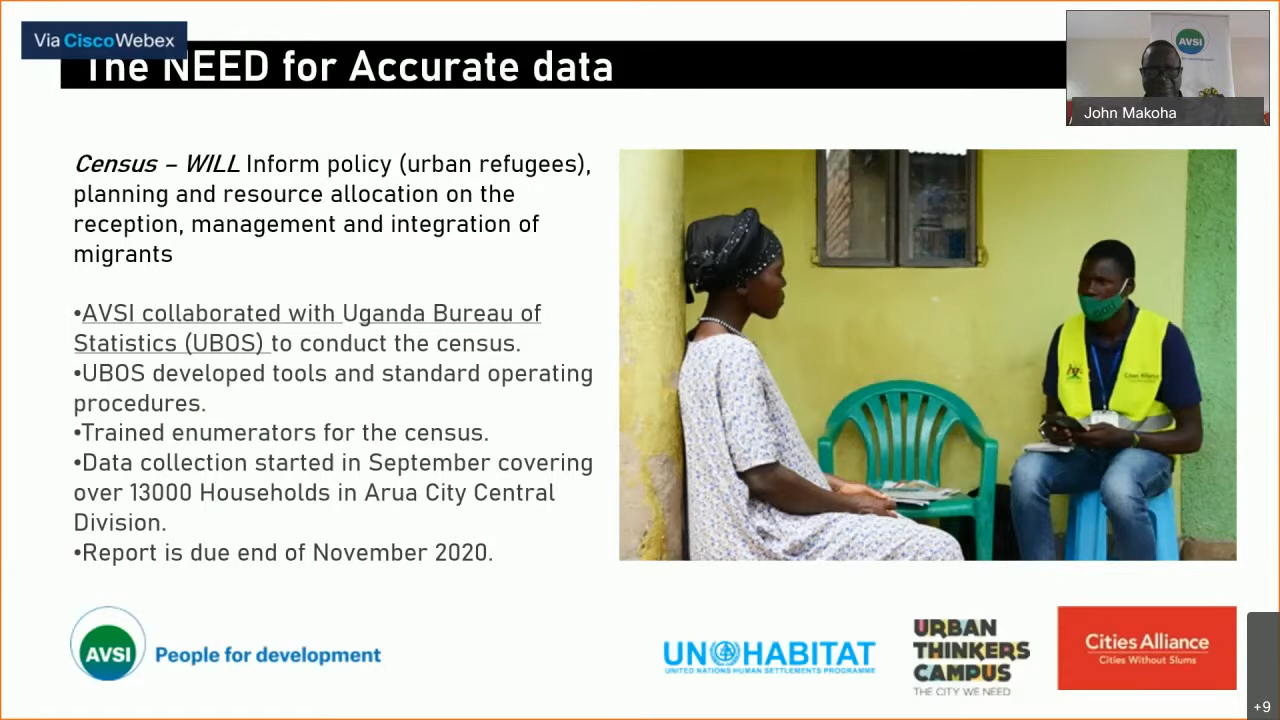 Via Cisco Webex
The NEED for Accurate data
AVSI
John Makoha
Census – WILL Inform policy (urban refugees),
planning and resource allocation on the
reception, management and integration of
migrants
•AVSI collaborated with Uganda Bureau of
Statistics (UBOS) to conduct the census.
•UBOS developed tools and standard operating
procedures.
•Trained enumerators for the census.
•Data collection started in September covering
over 13000 Households in Arua City Central
Division.
•Report is due end of November 2020.
Cities Alliance
AVSI
People for development
UN HABITAT
UNITED NATIONS HUMAN SETTLEMENTS PROGRAMME
URBAN
THINKERS
CAMPUS
THE CITY WE NEED
Cities Alliance
Cities Without Slums
+9